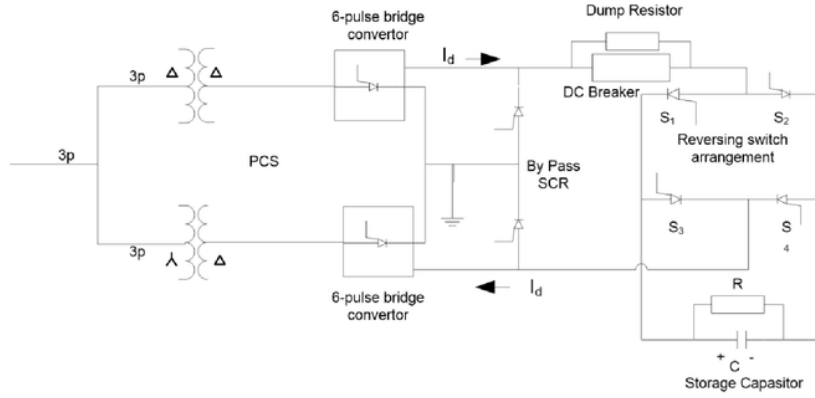 Dump Resistor
6-pulse bridge
convertor
I_d
3p
Δ Δ
DC Breaker
S₁
S₂
Reversing switch
arrangement
3p
PCS
By Pass
SCR
S₃
S
4
3p
⅄ Δ
I_d
6-pulse bridge
convertor
R
+ C -
Storage Capasitor